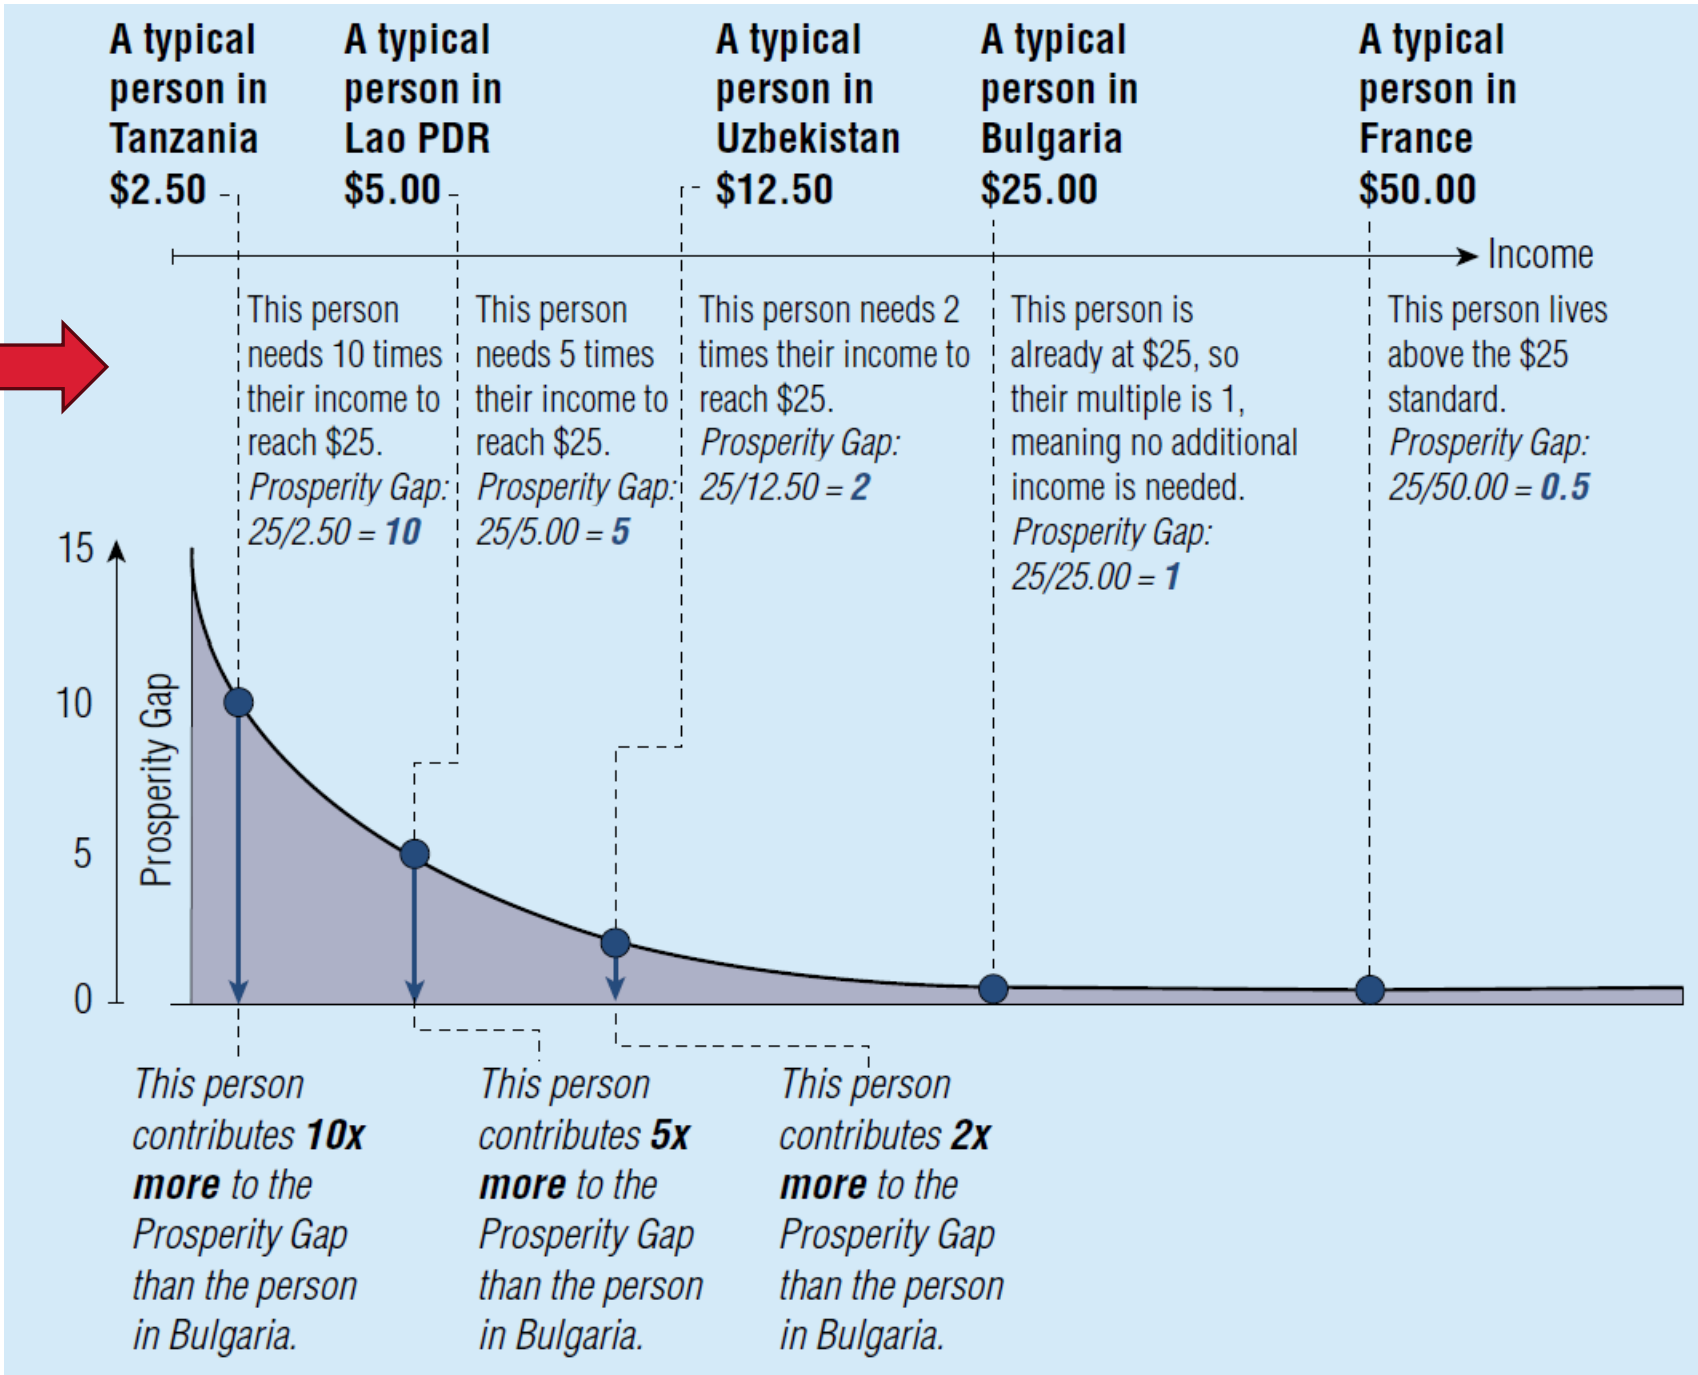 A typical
person in
Tanzania
$2.50
A typical
person in
Lao PDR
$5.00
A typical
person in
Uzbekistan
$12.50
A typical
person in
Bulgaria
$25.00
A typical
person in
France
$50.00
Income
This person
needs 10 times
their income to
reach $25.
Prosperity Gap:
25/2.50 = 10
This person
needs 5 times
their income to
reach $25.
Prosperity Gap:
25/5.00 = 5
This person needs 2
times their income to
reach $25.
Prosperity Gap:
25/12.50 = 2
This person is
already at $25, so
their multiple is 1,
meaning no additional
income is needed.
Prosperity Gap:
25/25.00 = 1
This person lives
above the $25
standard.
Prosperity Gap:
25/50.00 = 0.5
15
10
5
0
Prosperity Gap
This person
contributes 10x
more to the
Prosperity Gap
than the person
in Bulgaria.
This person
contributes 5x
more to the
Prosperity Gap
than the person
in Bulgaria.
This person
contributes 2x
more to the
Prosperity Gap
than the person
in Bulgaria.